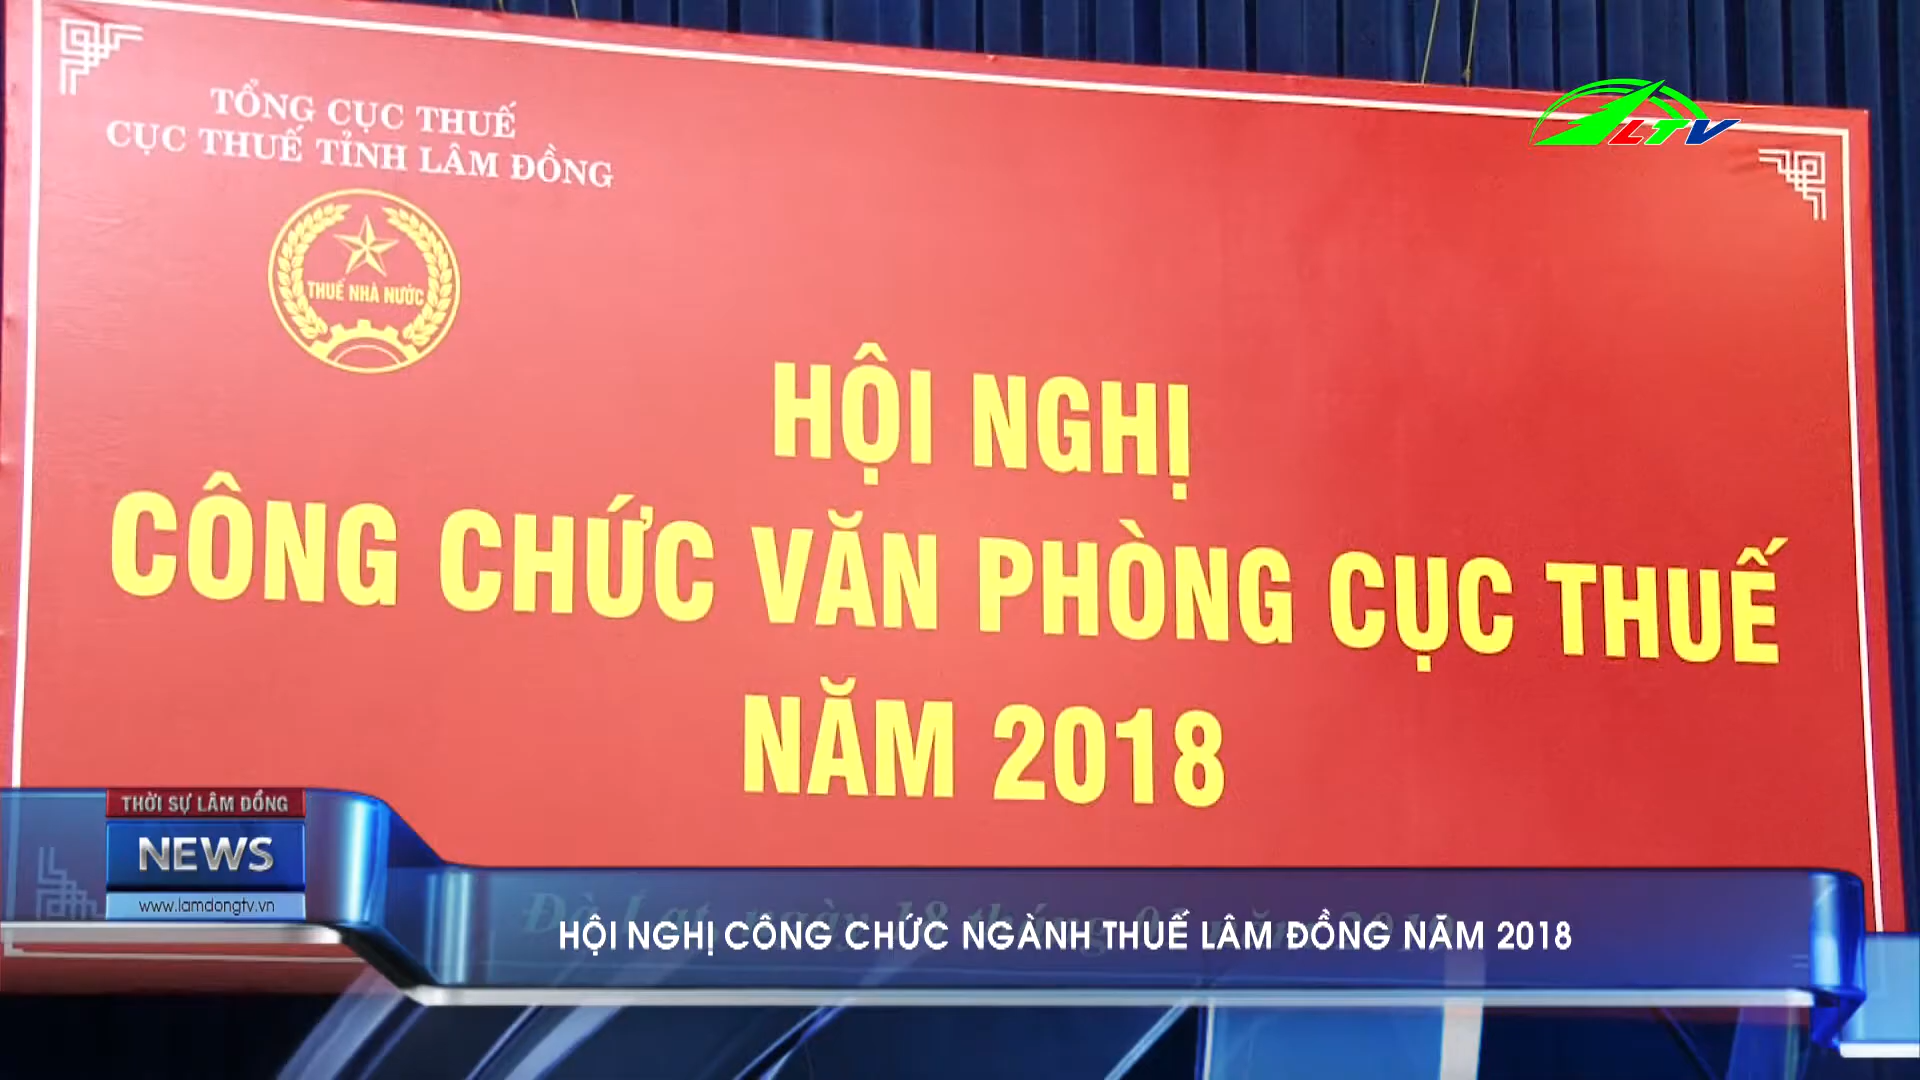 TỔNG CỤC THUẾ
CỤC THUẾ TỈNH LÂM ĐỒNG
THUẾ NHÀ NƯỚC
LTV
HỘI NGHỊ
CÔNG CHỨC VĂN PHÒNG CỤC THUẾ
NĂM 2018
THỜI SỰ LÂM ĐỒNG
NEWS
www.lamdongtv.vn
HỘI NGHỊ CÔNG CHỨC NGÀNH THUẾ LÂM ĐỒNG NĂM 2018